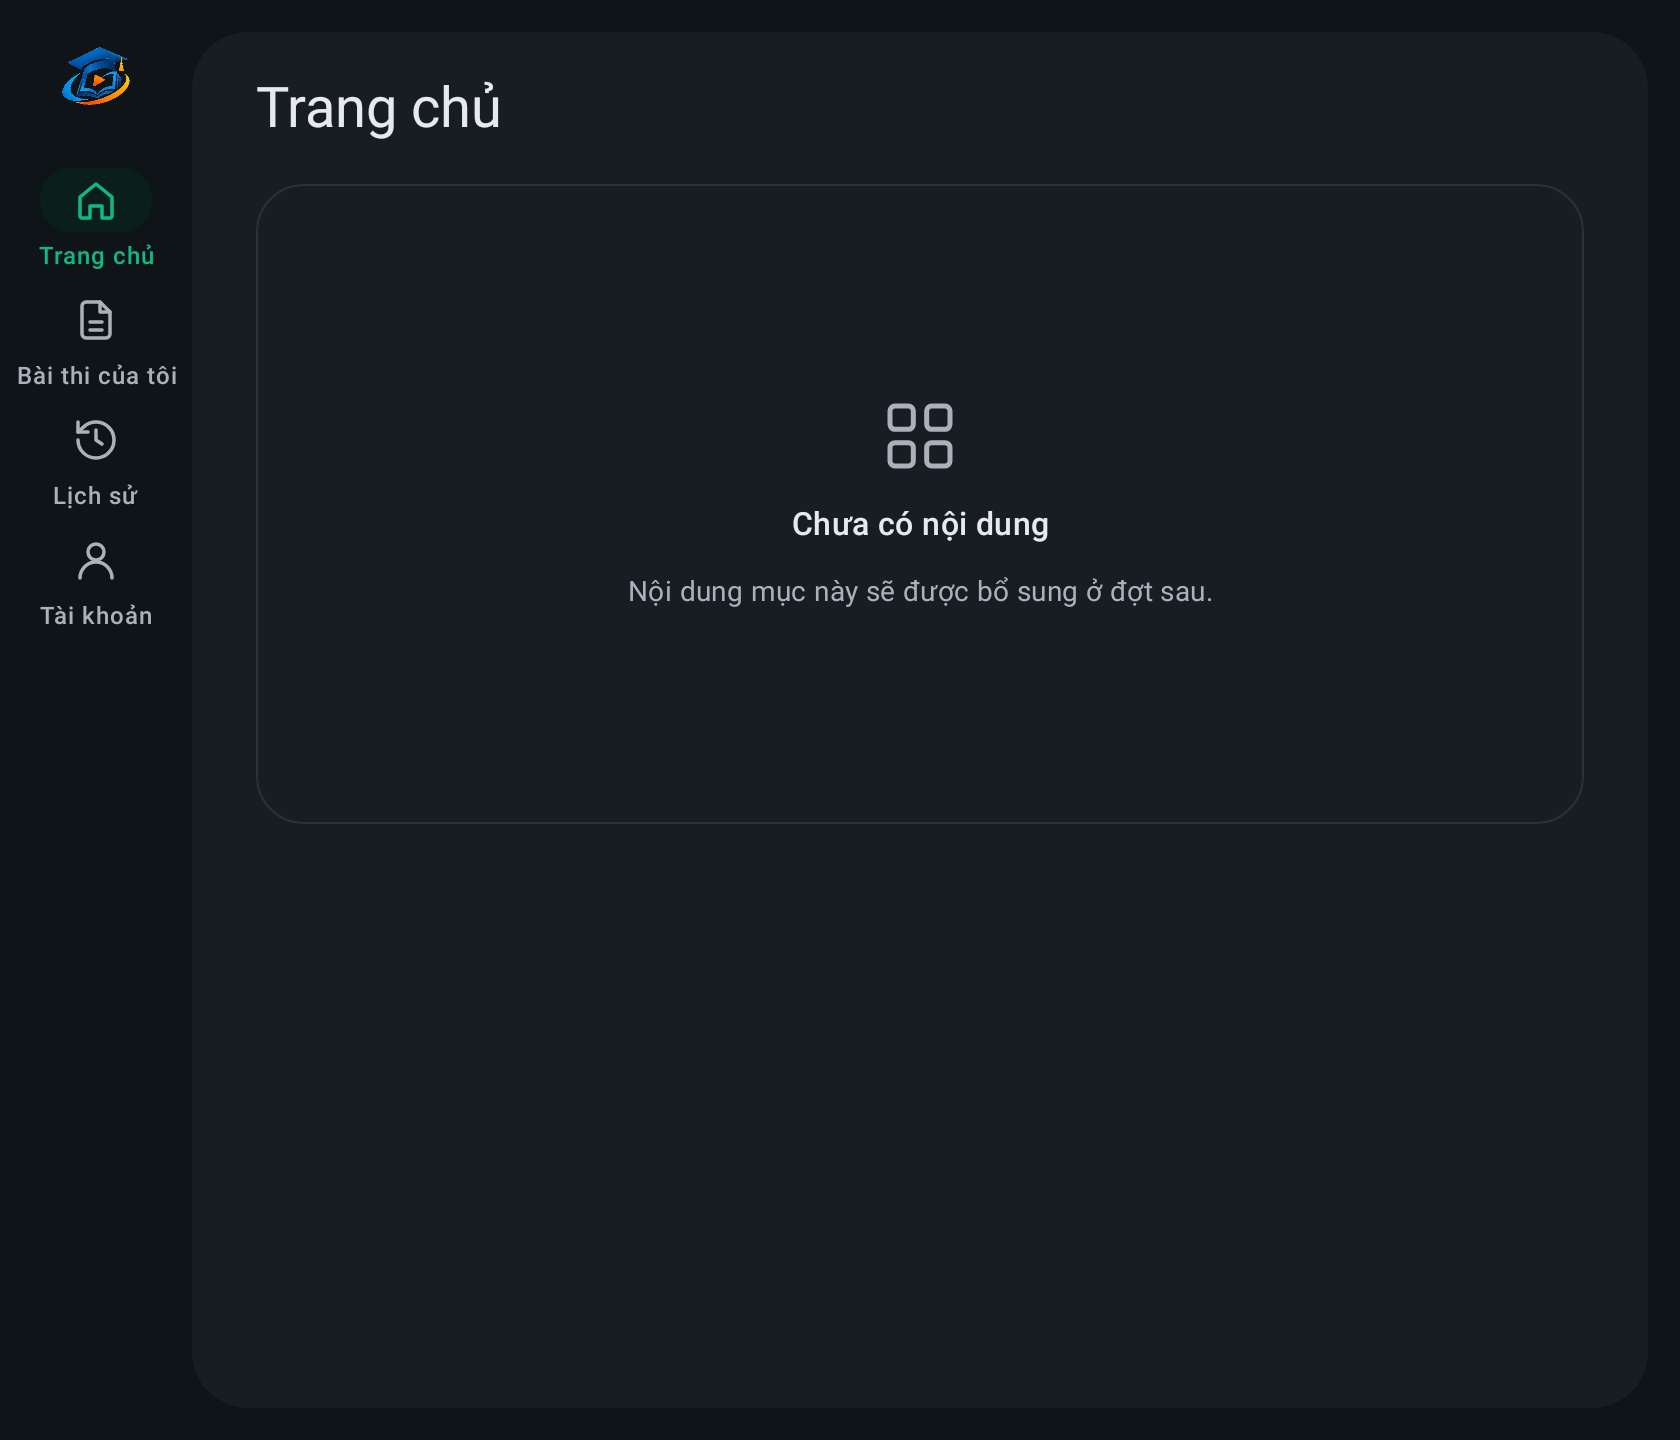 Trang chủ
Trang chủ
Bài thi của tôi
Lịch sử
Tài khoản
Chưa có nội dung
Nội dung mục này sẽ được bổ sung ở đợt sau.